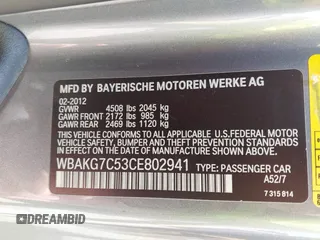 MFD. BY BAYERISCHE MOTOREN WERKE AG
02-2012
GVWR 4508 lbs 2045 kg
GAWR FRONT 2172 lbs 985 kg
GAWR REAR 2469 lbs 1120 kg
THIS VEHICLE CONFORMS TO ALL APPLICABLE
U.S. FEDERAL MOTOR VEHICLE SAFETY, BUMPER,
AND THEFT PREVENTION STANDARDS IN EFFECT ON
THE DATE OF MANUFACTURE SHOWN ABOVE.
WBAKG7C53CE802941 TYPE: PASSENGER CAR
A52/7
7 315 814
DREAMBID